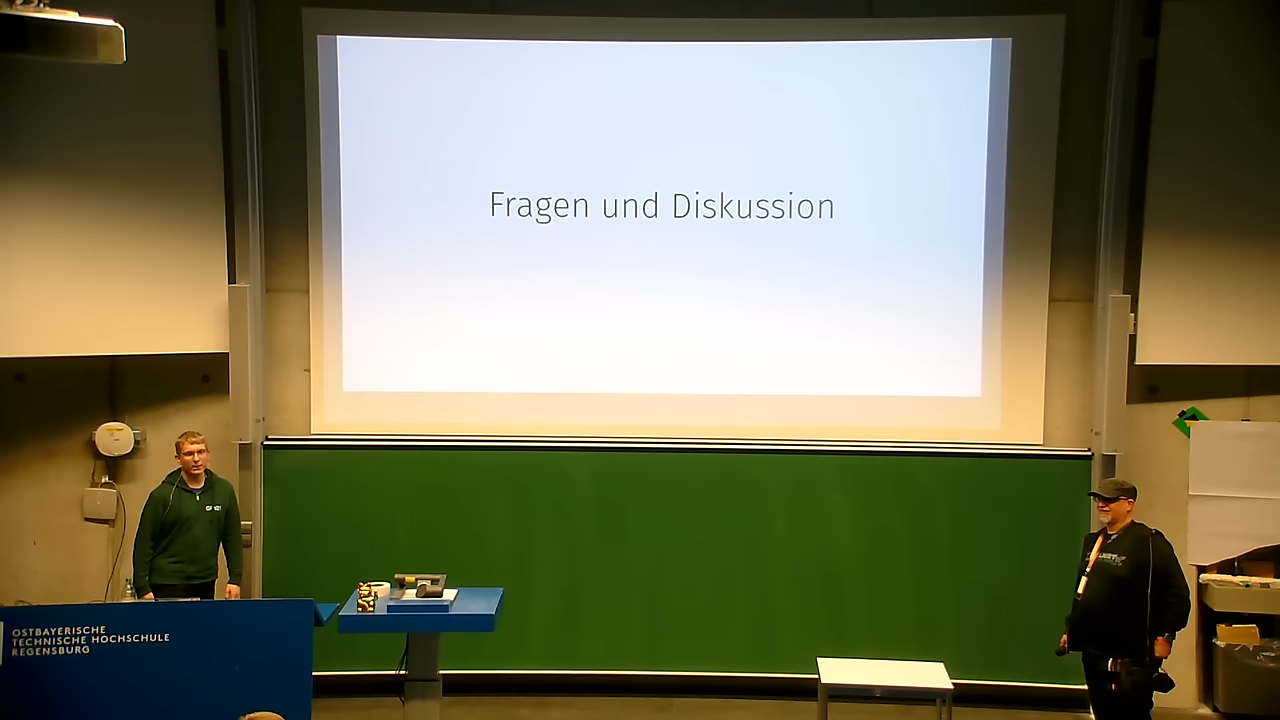 Fragen und Diskussion
OSTBAYERISCHE
TECHNISCHE HOCHSCHULE
REGENSBURG